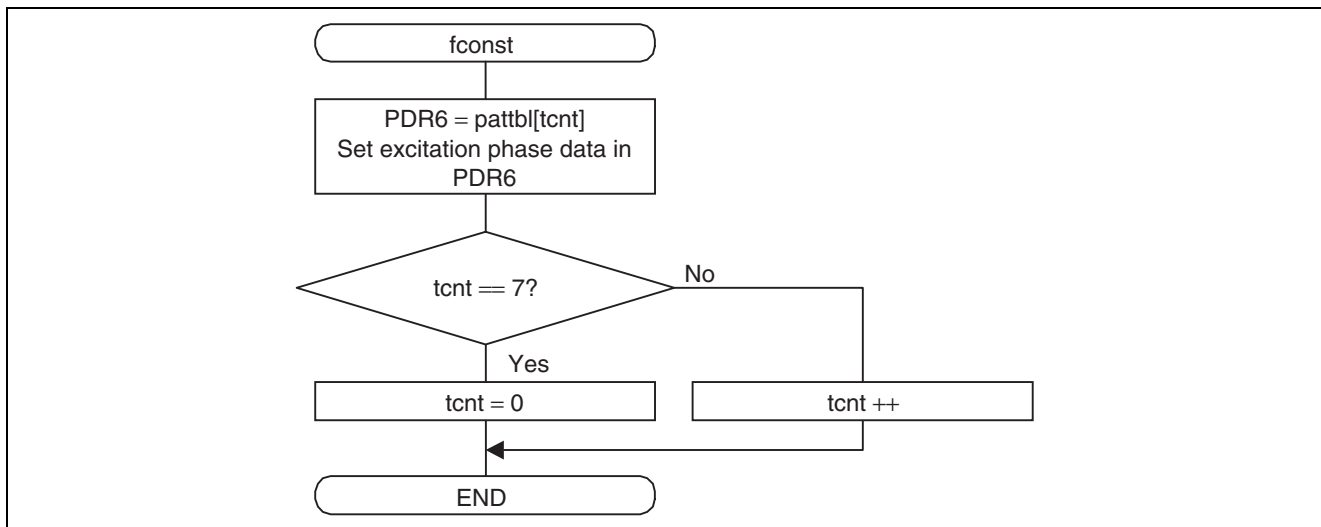 fconst
PDR6 = pattbl[tcnt]
Set excitation phase data in
PDR6
tcnt == 7?
No
Yes
tcnt = 0
tcnt ++
END